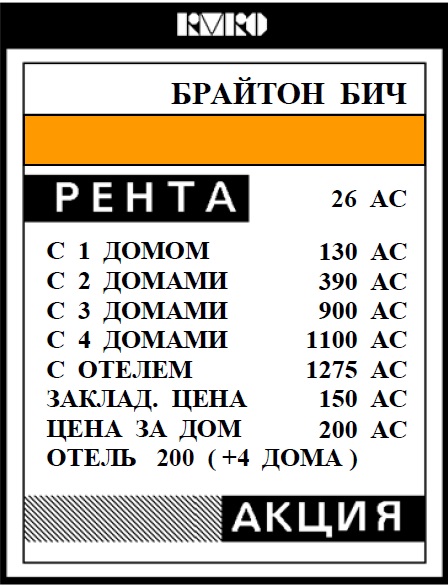 RMRO
БРАЙТОН БИЧ
РЕНТА 26 АС
С 1 ДОМОМ 130 АС
С 2 ДОМАМИ 390 АС
С 3 ДОМАМИ 900 АС
С 4 ДОМАМИ 1100 АС
С ОТЕЛЕМ 1275 АС
ЗАКЛАД. ЦЕНА 150 АС
ЦЕНА ЗА ДОМ 200 АС
ОТЕЛЬ 200 ( +4 ДОМА )
АКЦИЯ